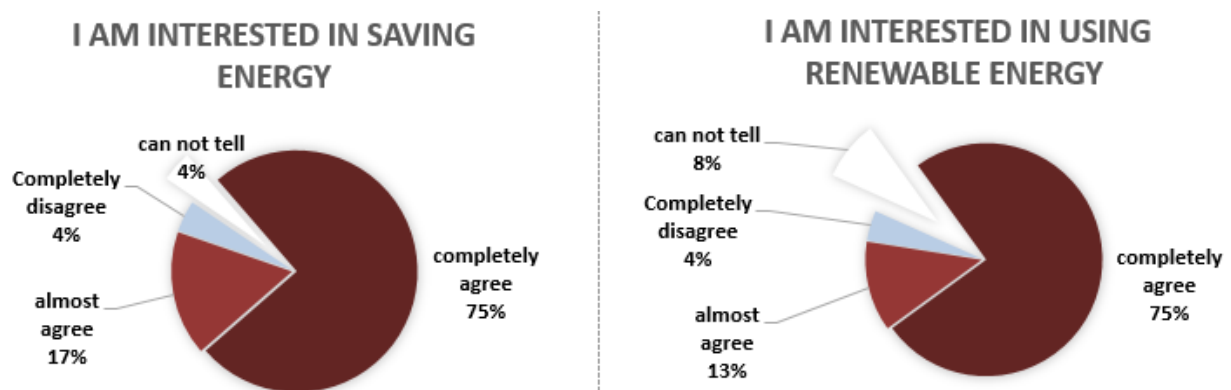 I AM INTERESTED IN SAVING
ENERGY
can not tell
4%
Completely
disagree
4%
almost
agree
17%
completely
agree
75%
I AM INTERESTED IN USING
RENEWABLE ENERGY
can not tell
8%
Completely
disagree
4%
almost
agree
13%
completely
agree
75%